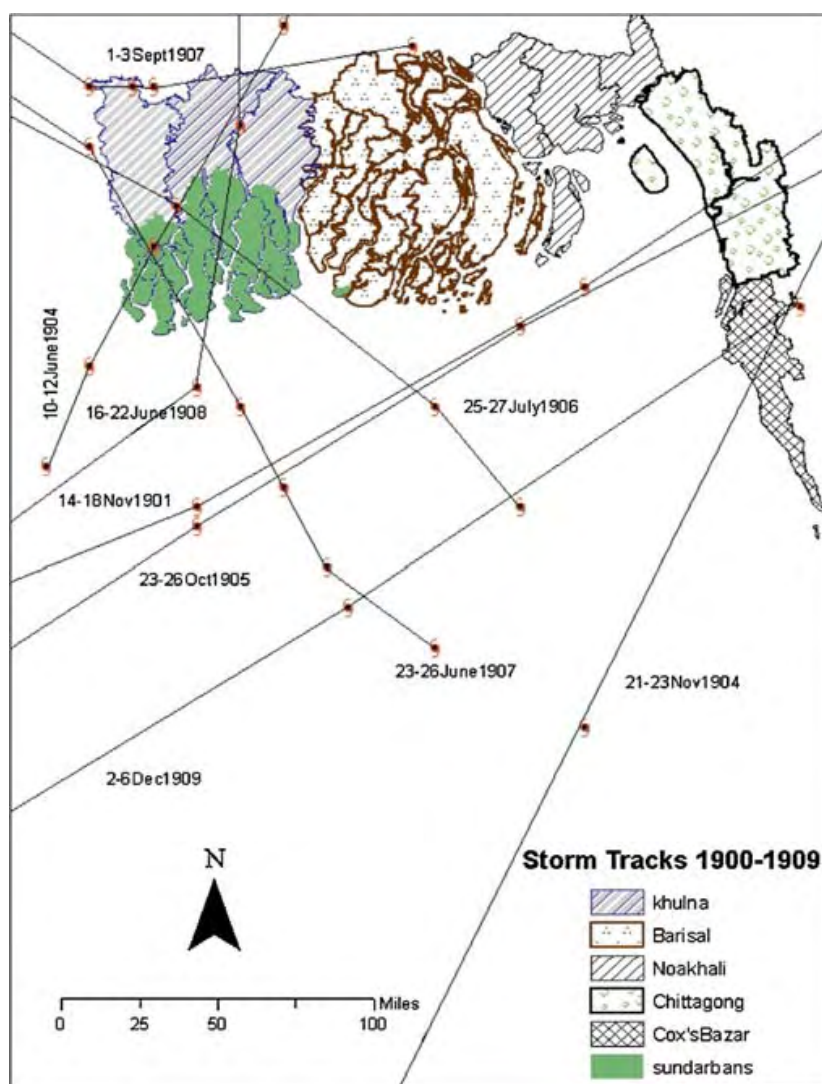 1-3Sept1907
10-12June1904
16-22June1908
25-27July1906
14-18Nov1901
23-26Oct1905
23-26June1907
21-23Nov1904
2-6Dec1909
N
Storm Tracks 1900-1909
khulna
Barisal
Noakhali
Chittagong
Cox'sBazar
sundarbans
Miles
0 25 50 100